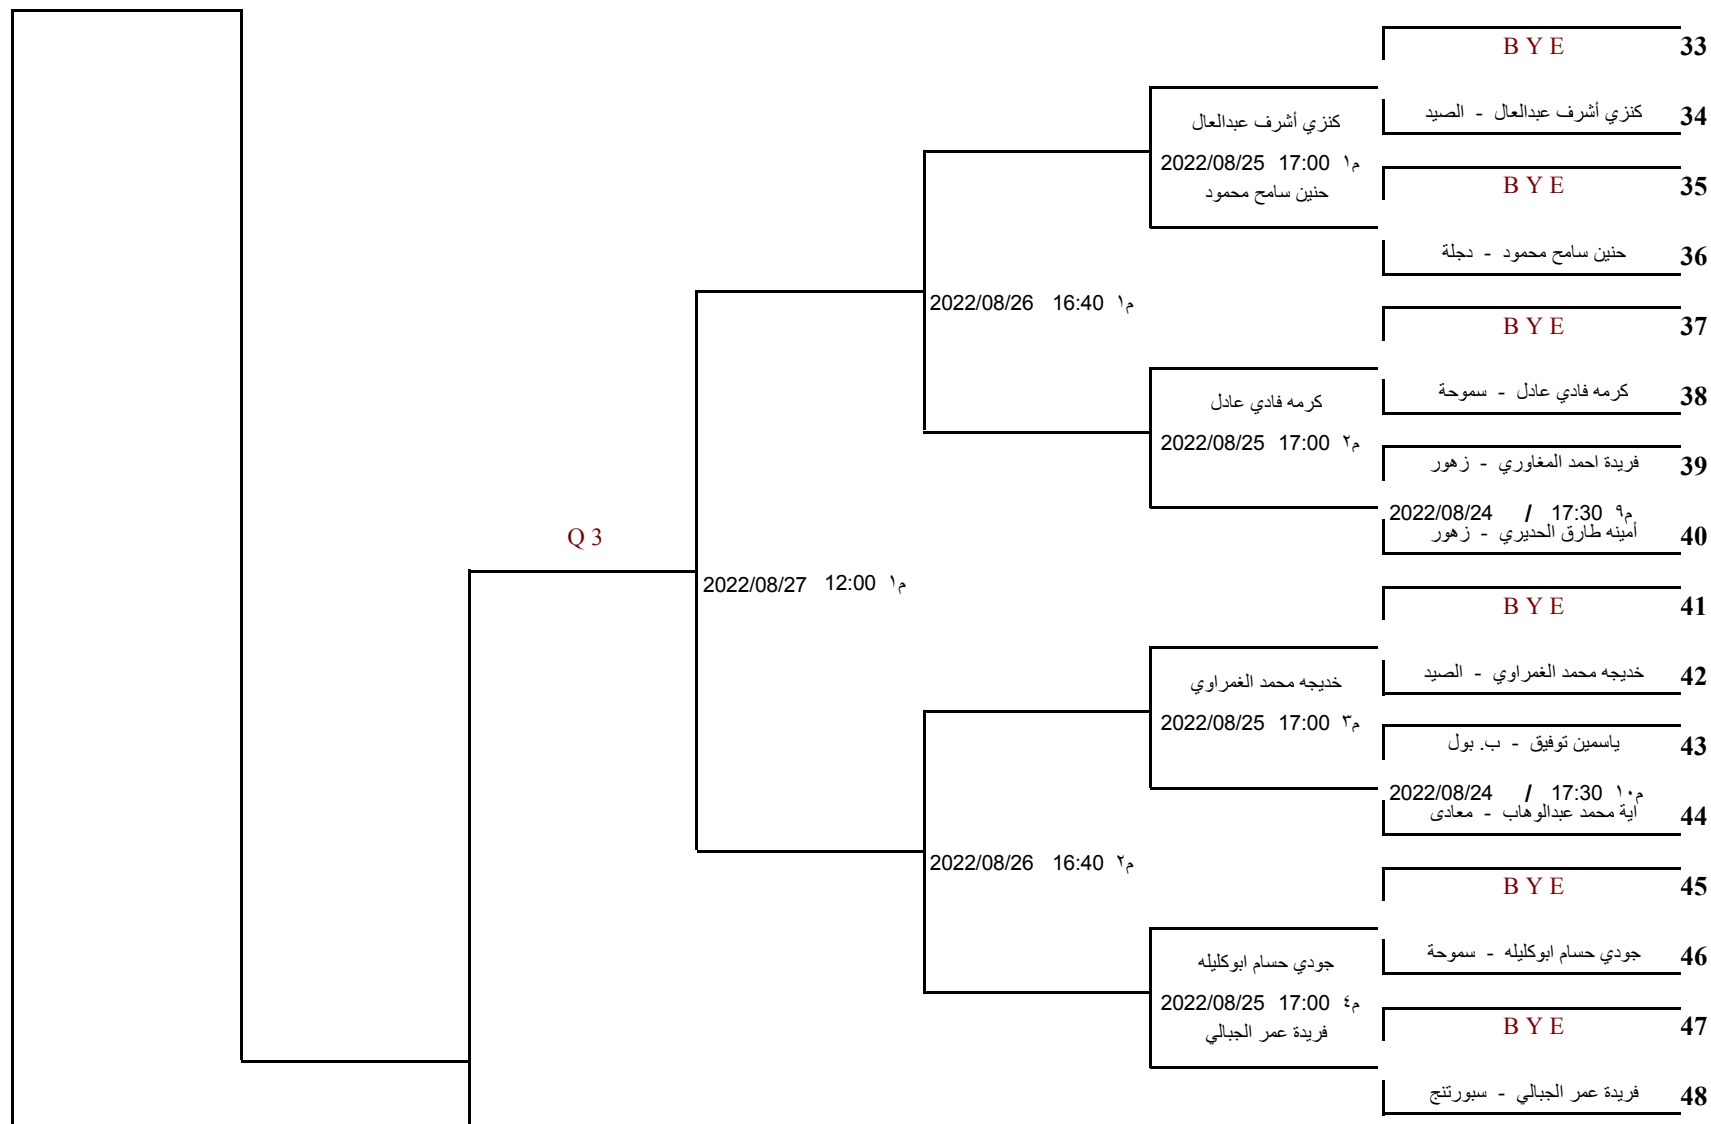 B Y E 33
كنزي أشرف عبدالعال - الصيد 34
كنزي أشرف عبدالعال
2022/08/25 17:00 م١
حنين سامح محمود
B Y E 35
حنين سامح محمود - دجلة 36
2022/08/26 16:40 م١
B Y E 37
كرمه فادي عادل - سموحة 38
كرمه فادي عادل
2022/08/25 17:00 م٢
فريدة احمد المغاوري - زهور 39
2022/08/24 / 17:30 م٩
أمينه طارق الحديري - زهور 40
Q 3
2022/08/27 12:00 م١
B Y E 41
خديجه محمد الغمراوي - الصيد 42
خديجه محمد الغمراوي
2022/08/25 17:00 م٣
ياسمين توفيق - ب. بول 43
2022/08/24 / 17:30 م١٠
اية محمد عبدالوهاب - معادى 44
2022/08/26 16:40 م٢
B Y E 45
جودي حسام ابوكليله - سموحة 46
جودي حسام ابوكليله
2022/08/25 17:00 م٤
فريدة عمر الجبالي
B Y E 47
فريدة عمر الجبالي - سبورتنج 48